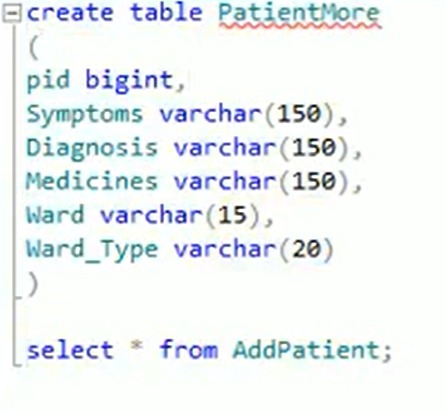 create table PatientMore
(
pid bigint,
Symptoms varchar(150),
Diagnosis varchar(150),
Medicines varchar(150),
Ward varchar(15),
Ward_Type varchar(20)
)
select * from AddPatient;